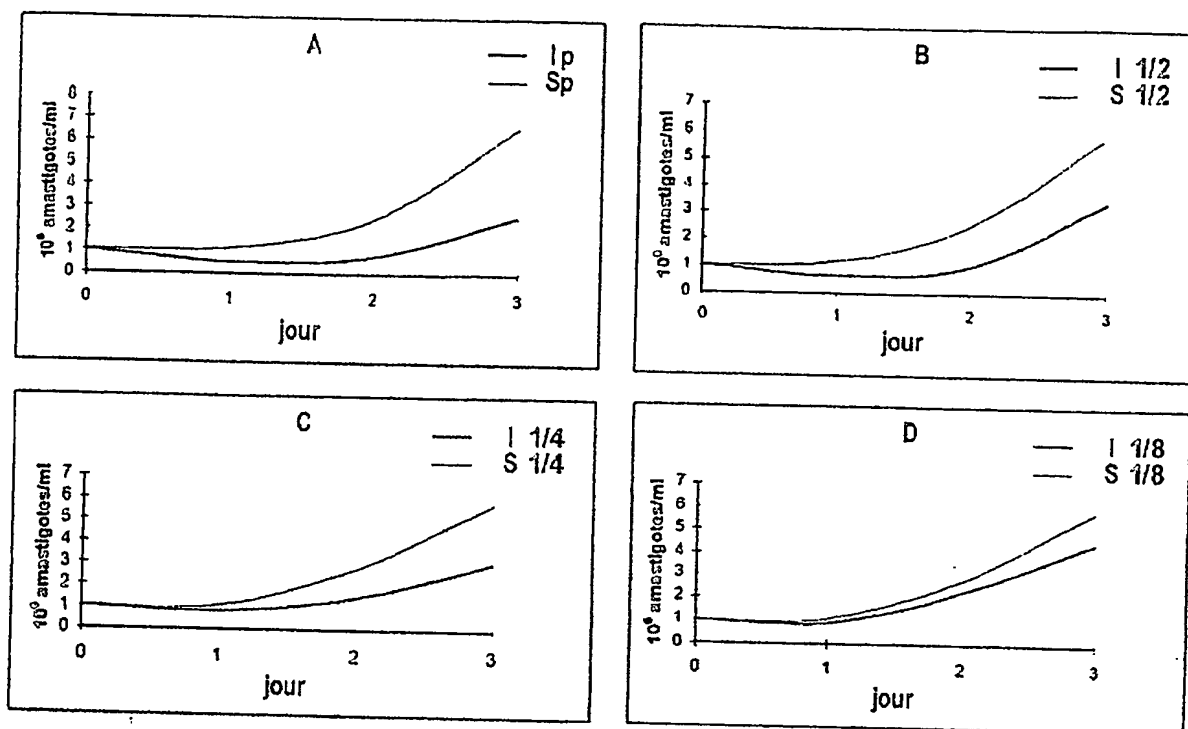 A
Ip
Sp
10⁶ amastigotes/ml
8
7
6
5
4
3
2
1
0
0 1 2 3
jour
B
I 1/2
S 1/2
10⁶ amastigotes/ml
7
6
5
4
3
2
1
0
0 1 2 3
jour
C
I 1/4
S 1/4
10⁶ amastigotes/ml
7
6
5
4
3
2
1
0
0 1 2 3
jour
D
I 1/8
S 1/8
10⁶ amastigotes/ml
7
6
5
4
3
2
1
0
0 1 2 3
jour